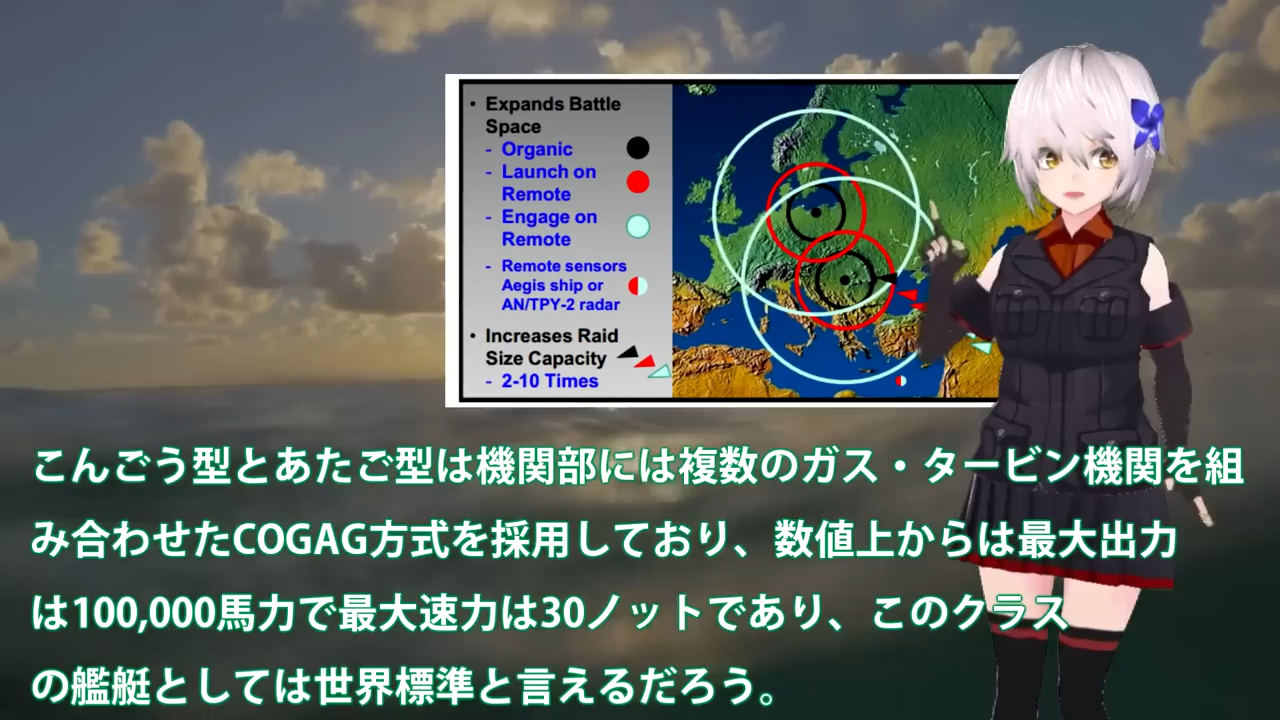 • Expands Battle
Space
- Organic
- Launch on
Remote
- Engage on
Remote
- Remote sensors
Aegis ship or
AN/TPY-2 radar
• Increases Raid
Size Capacity
- 2-10 Times
こんごう型とあたご型は機関部には複数のガス・タービン機関を組
み合わせたCOGAG方式を採用しており、数値上からは最大出力
は100,000馬力で最大速力は30ノットであり、このクラス
の艦艇としては世界標準と言えるだろう。